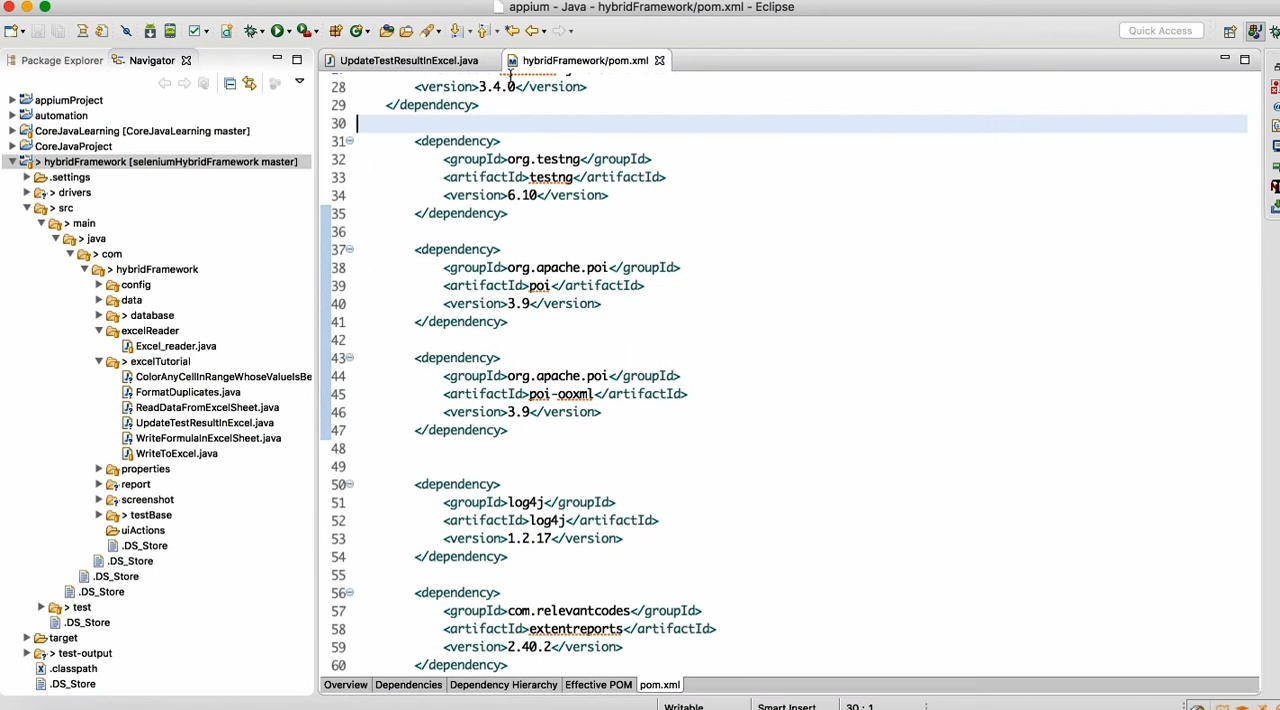 appium - Java - hybridFramework/pom.xml - Eclipse
Quick Access
Package Explorer
Navigator
UpdateTestResultInExcel.java
hybridFramework/pom.xml
appiumProject
automation
CoreJavaLearning [CoreJavaLearning master]
CoreJavaProject
> hybridFramework [seleniumHybridFramework master]
.settings
> drivers
> src
> main
> java
> com
> hybridFramework
config
data
> database
excelReader
Excel_reader.java
> excelTutorial
ColorAnyCellInRangeWhoseValueIsBe
FormatDuplicates.java
ReadDataFromExcelSheet.java
UpdateTestResultInExcel.java
WriteFormulaInExcelSheet.java
WriteToExcel.java
properties
report
screenshot
> testBase
uiActions
.DS_Store
.DS_Store
.DS_Store
.DS_Store
> test
.DS_Store
target
> test-output
.classpath
.DS_Store
28 <version>3.4.0</version>
29 </dependency>
30
31 <dependency>
32 <groupId>org.testng</groupId>
33 <artifactId>testng</artifactId>
34 <version>6.10</version>
35 </dependency>
36
37 <dependency>
38 <groupId>org.apache.poi</groupId>
39 <artifactId>poi</artifactId>
40 <version>3.9</version>
41 </dependency>
42
43 <dependency>
44 <groupId>org.apache.poi</groupId>
45 <artifactId>poi-ooxml</artifactId>
46 <version>3.9</version>
47 </dependency>
48
49
50 <dependency>
51 <groupId>log4j</groupId>
52 <artifactId>log4j</artifactId>
53 <version>1.2.17</version>
54 </dependency>
55
56 <dependency>
57 <groupId>com.relevantcodes</groupId>
58 <artifactId>extentreports</artifactId>
59 <version>2.40.2</version>
60 </dependency>
Overview
Dependencies
Dependency Hierarchy
Effective POM
pom.xml
Writable
Smart Insert
30 : 1